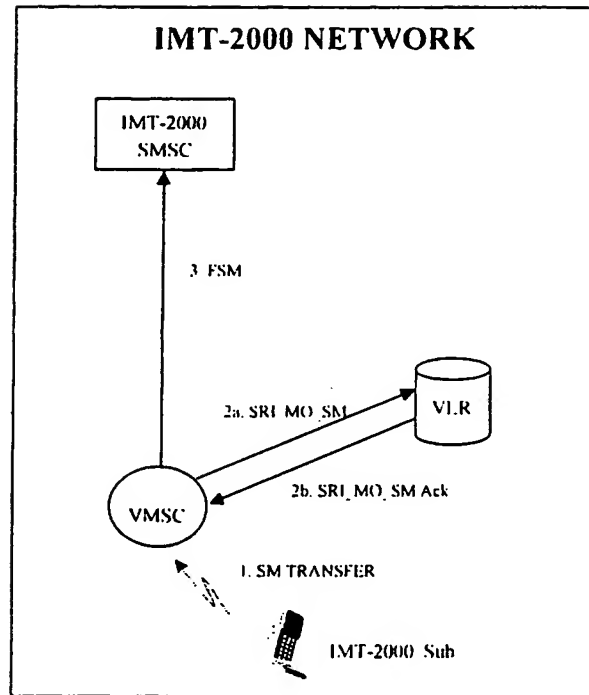 IMT-2000 NETWORK
IMT-2000
SMSC
3. FSM
2a. SRI_MO_SM
VLR
2b. SRI_MO_SM Ack
VMSC
1. SM TRANSFER
IMT-2000 Sub